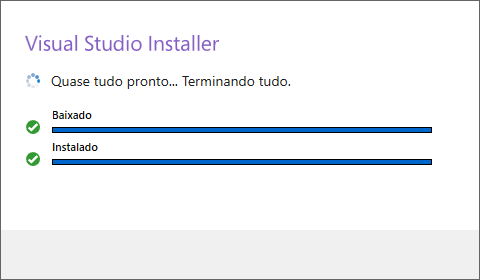 Visual Studio Installer
Quase tudo pronto... Terminando tudo.
Baixado
Instalado